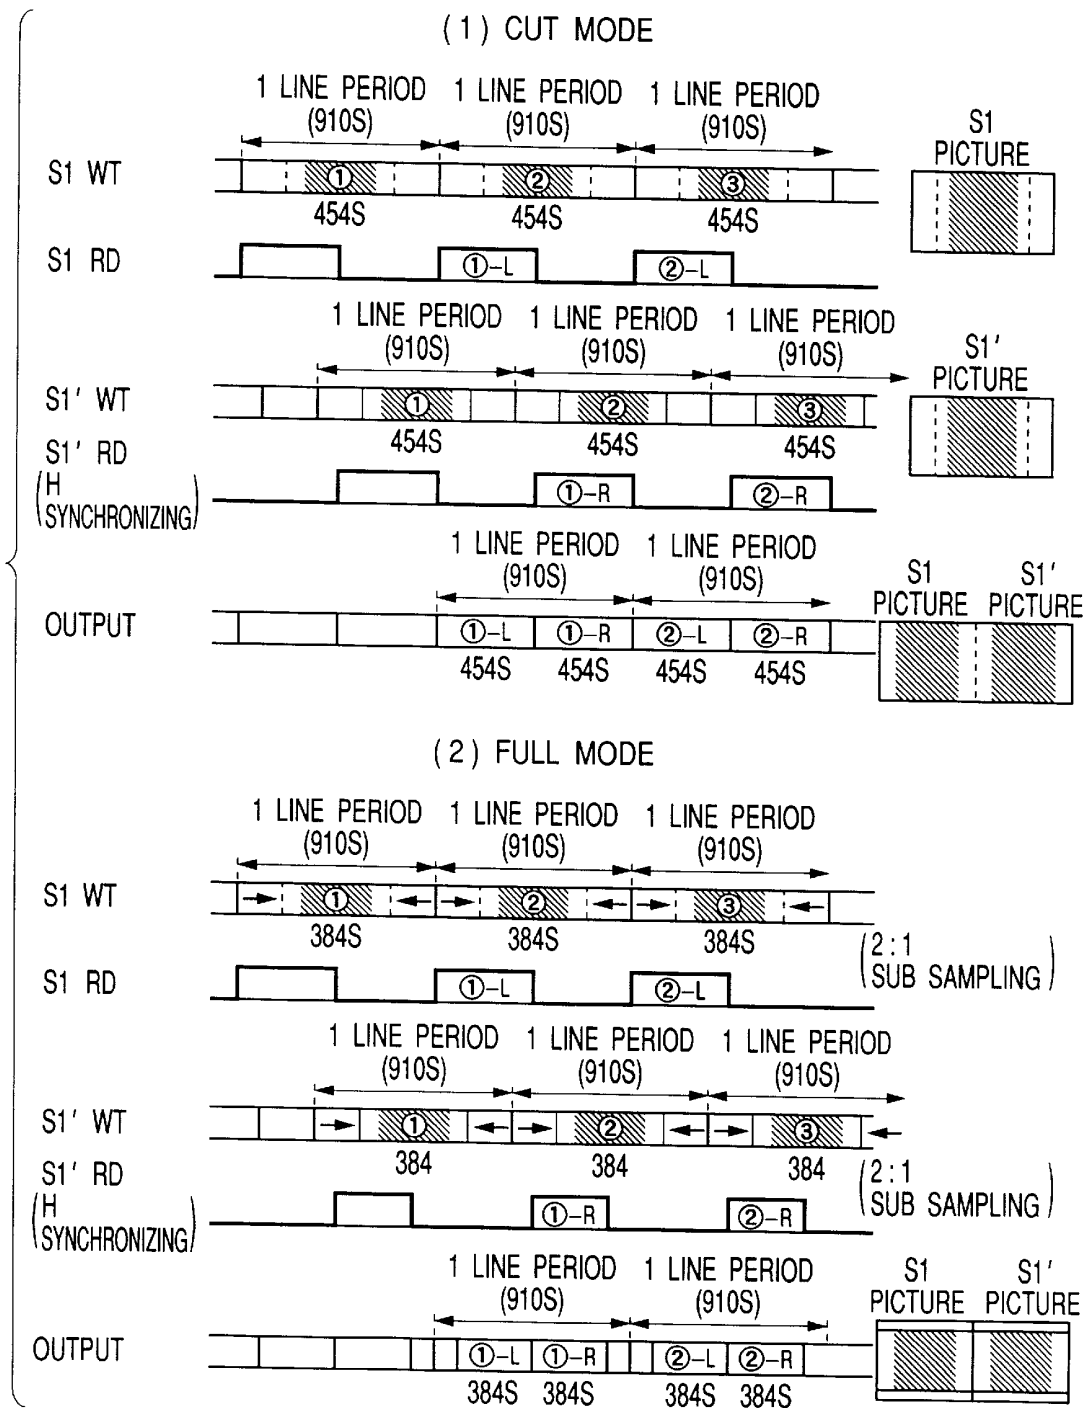 (1) CUT MODE
1 LINE PERIOD 1 LINE PERIOD 1 LINE PERIOD
(910S) (910S) (910S)
S1
PICTURE
S1 WT ① ② ③
454S 454S 454S
S1 RD ①-L ②-L
1 LINE PERIOD 1 LINE PERIOD 1 LINE PERIOD
(910S) (910S) (910S)
S1'
PICTURE
S1' WT ① ② ③
454S 454S 454S
S1' RD
(H
SYNCHRONIZING) ①-R ②-R
1 LINE PERIOD 1 LINE PERIOD
(910S) (910S)
S1 S1'
PICTURE PICTURE
OUTPUT ①-L ①-R ②-L ②-R
454S 454S 454S 454S
(2) FULL MODE
1 LINE PERIOD 1 LINE PERIOD 1 LINE PERIOD
(910S) (910S) (910S)
S1 WT ① ② ③
384S 384S 384S
(2:1
SUB SAMPLING)
S1 RD ①-L ②-L
1 LINE PERIOD 1 LINE PERIOD 1 LINE PERIOD
(910S) (910S) (910S)
S1' WT ① ② ③
384 384 384
S1' RD
(2:1
SUB SAMPLING)
(H
SYNCHRONIZING) ①-R ②-R
1 LINE PERIOD 1 LINE PERIOD
(910S) (910S)
S1 S1'
PICTURE PICTURE
OUTPUT ①-L ①-R ②-L ②-R
384S 384S 384S 384S